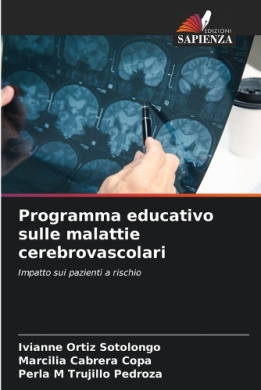 EDIZIONI
SAPIENZA
Programma educativo
sulle malattie
cerebrovascolari
Impatto sui pazienti a rischio
Ivianne Ortiz Sotolongo
Marcilia Cabrera Copa
Perla M Trujillo Pedroza